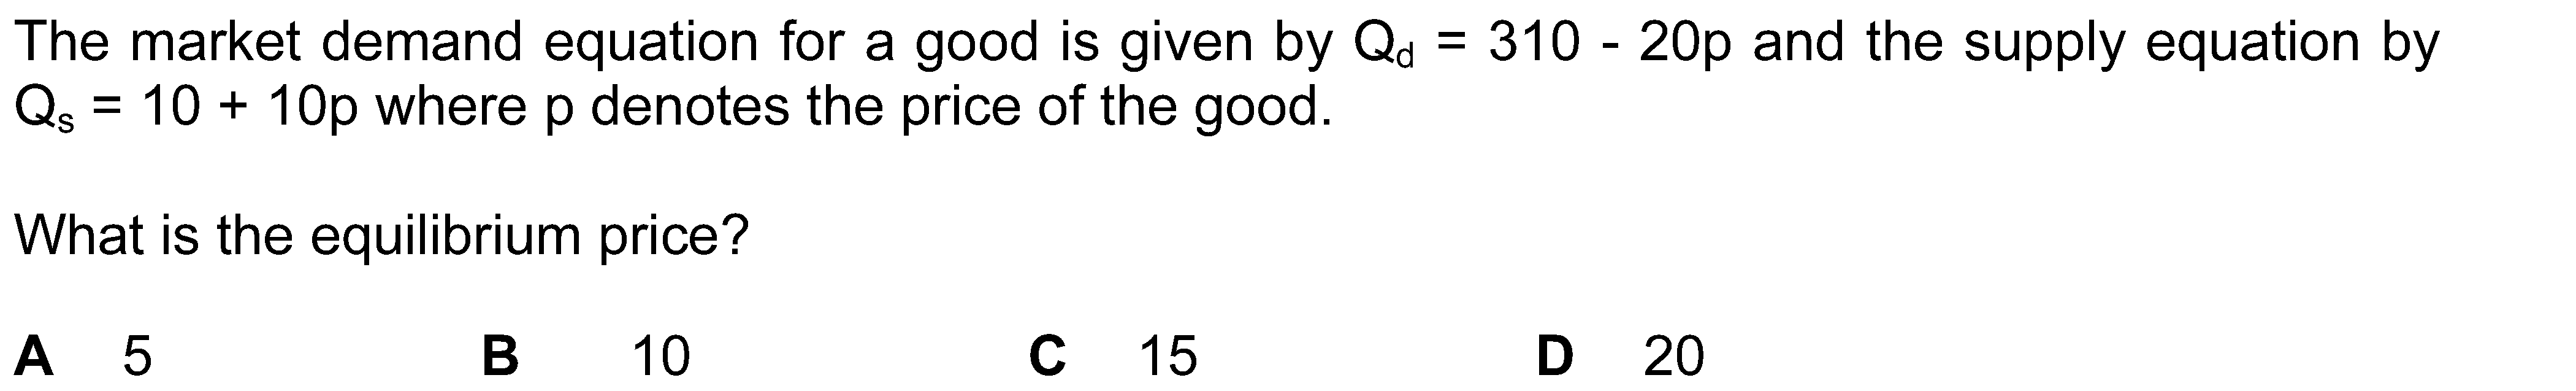 The market demand equation for a good is given by Qd = 310 - 20p and the supply equation by
Qs = 10 + 10p where p denotes the price of the good.
What is the equilibrium price?
A 5 B 10 C 15 D 20